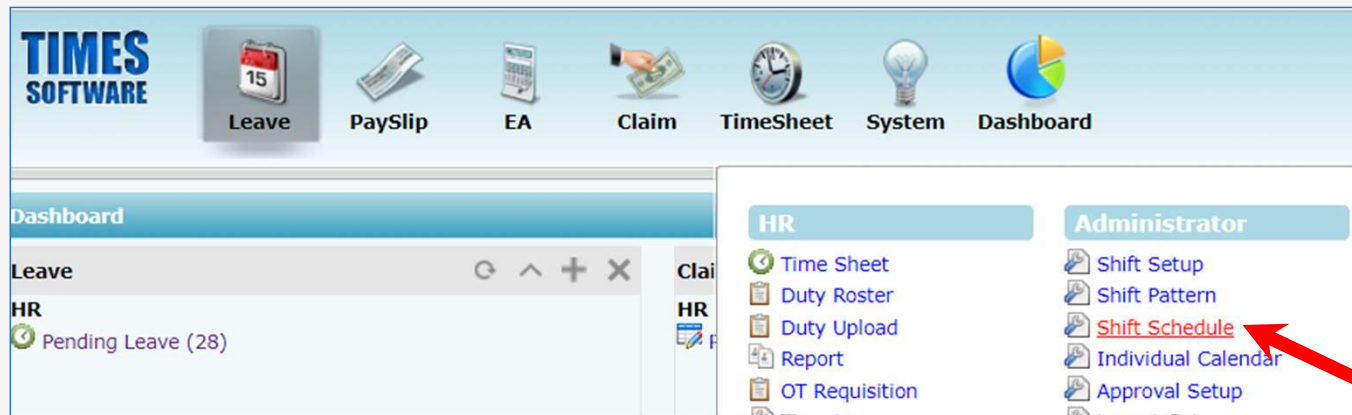 TIMES
SOFTWARE
15
Leave
PaySlip
EA
Claim
TimeSheet
System
Dashboard
Dashboard
Leave
HR
Pending Leave (28)
HR
HR
Time Sheet
Duty Roster
Duty Upload
Report
OT Requisition
Administrator
Shift Setup
Shift Pattern
Shift Schedule
Individual Calendar
Approval Setup